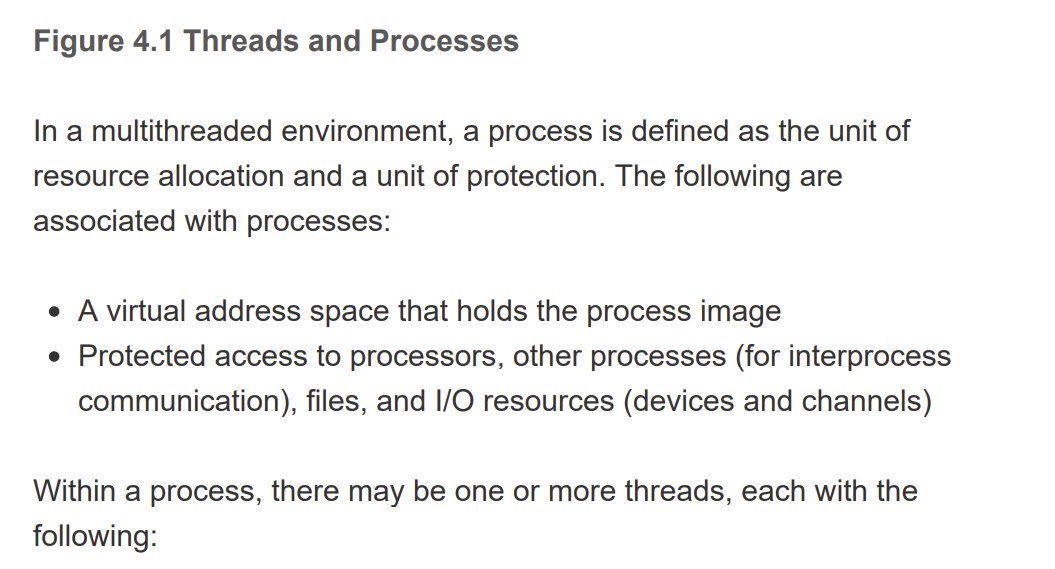 Figure 4.1 Threads and Processes
In a multithreaded environment, a process is defined as the unit of
resource allocation and a unit of protection. The following are
associated with processes:
• A virtual address space that holds the process image
• Protected access to processors, other processes (for interprocess
communication), files, and I/O resources (devices and channels)
Within a process, there may be one or more threads, each with the
following: